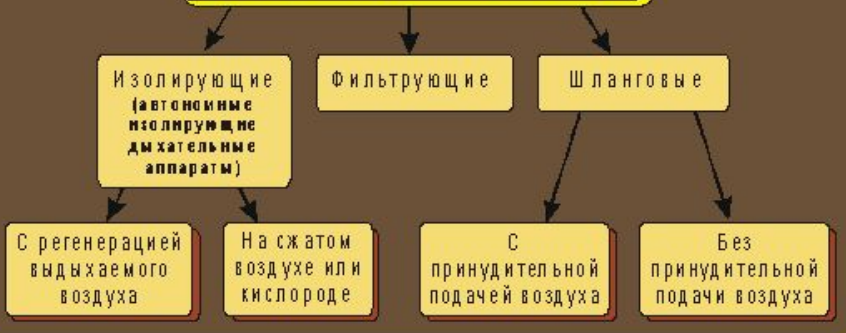 Изолирующие
(автономные
изолирующие
дыхательные
аппараты)
Фильтрующие
Шланговые
С регенерацией
выдыхаемого
воздуха
На сжатом
воздухе или
кислороде
С
принудительной
подачей воздуха
Без
принудительной
подачи воздуха